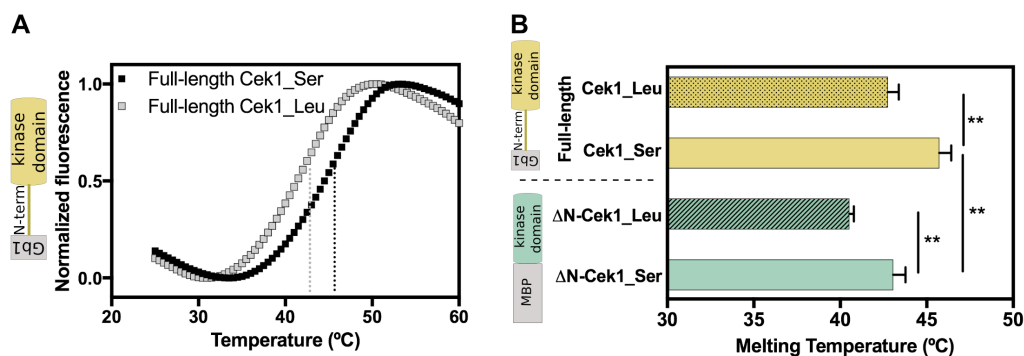 A
kinase
domain
N-term
Gb1
Normalized fluorescence
1.0
0.5
0.0
Full-length Cek1_Ser
Full-length Cek1_Leu
20
30
40
50
60
Temperature (ºC)
B
kinase
domain
N-term
Gb1
kinase
domain
MBP
Full-length
Cek1_Leu
Cek1_Ser
ΔN-Cek1_Leu
ΔN-Cek1_Ser
**
**
**
30
35
40
45
50
Melting Temperature (ºC)